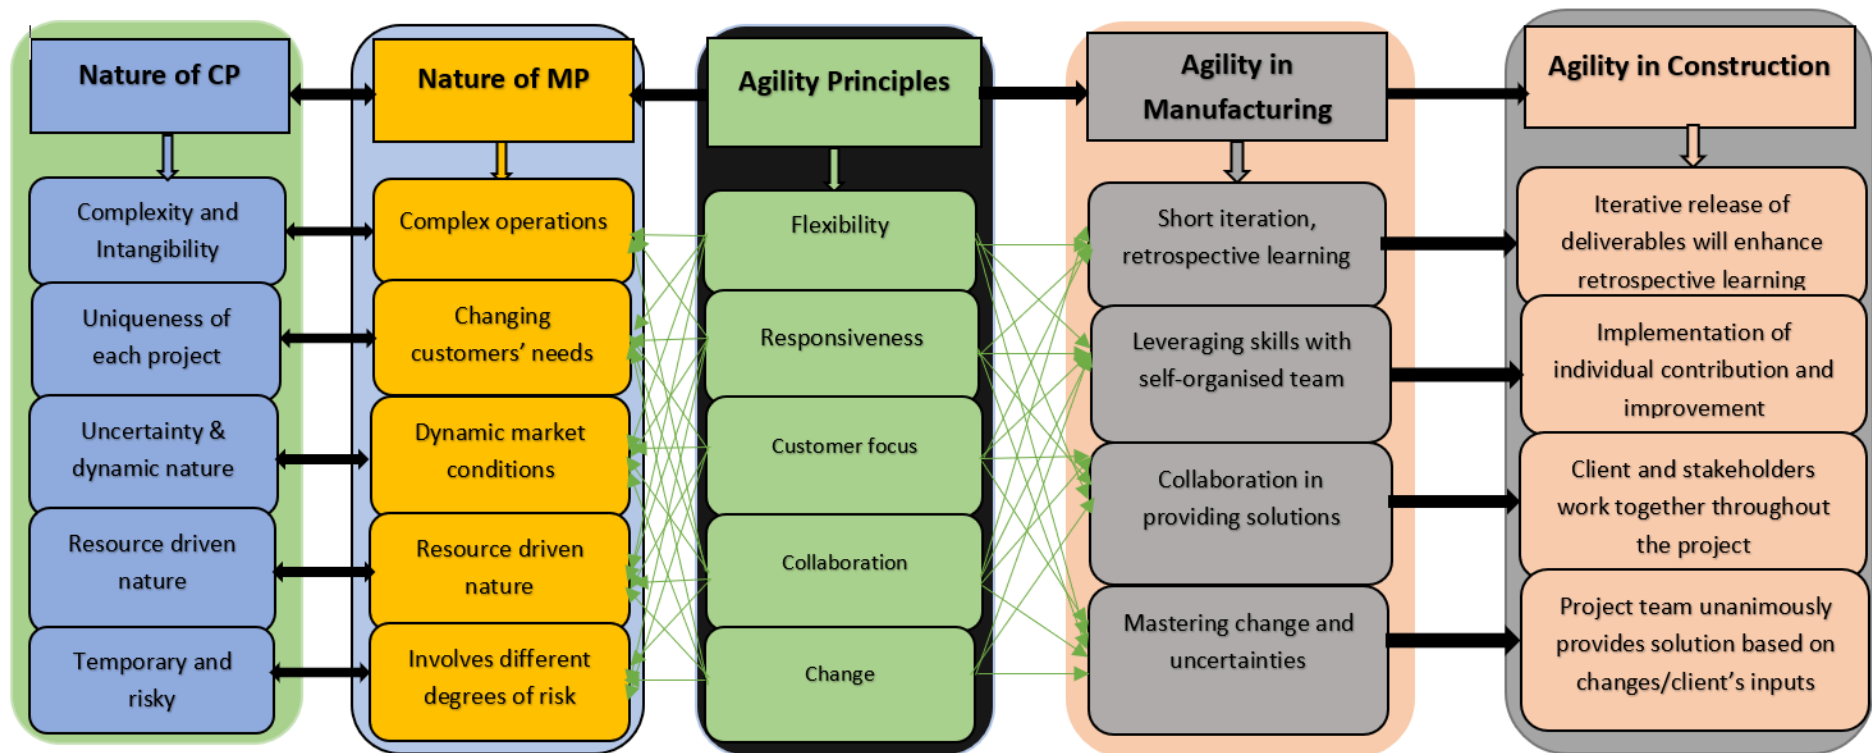 Nature of CP
Complexity and
Intangibility
Uniqueness of
each project
Uncertainty &
dynamic nature
Resource driven
nature
Temporary and
risky
Nature of MP
Complex operations
Changing
customers’ needs
Dynamic market
conditions
Resource driven
nature
Involves different
degrees of risk
Agility Principles
Flexibility
Responsiveness
Customer focus
Collaboration
Change
Agility in
Manufacturing
Short iteration,
retrospective learning
Leveraging skills with
self-organised team
Collaboration in
providing solutions
Mastering change and
uncertainties
Agility in Construction
Iterative release of
deliverables will enhance
retrospective learning
Implementation of
individual contribution and
improvement
Client and stakeholders
work together throughout
the project
Project team unanimously
provides solution based on
changes/client’s inputs